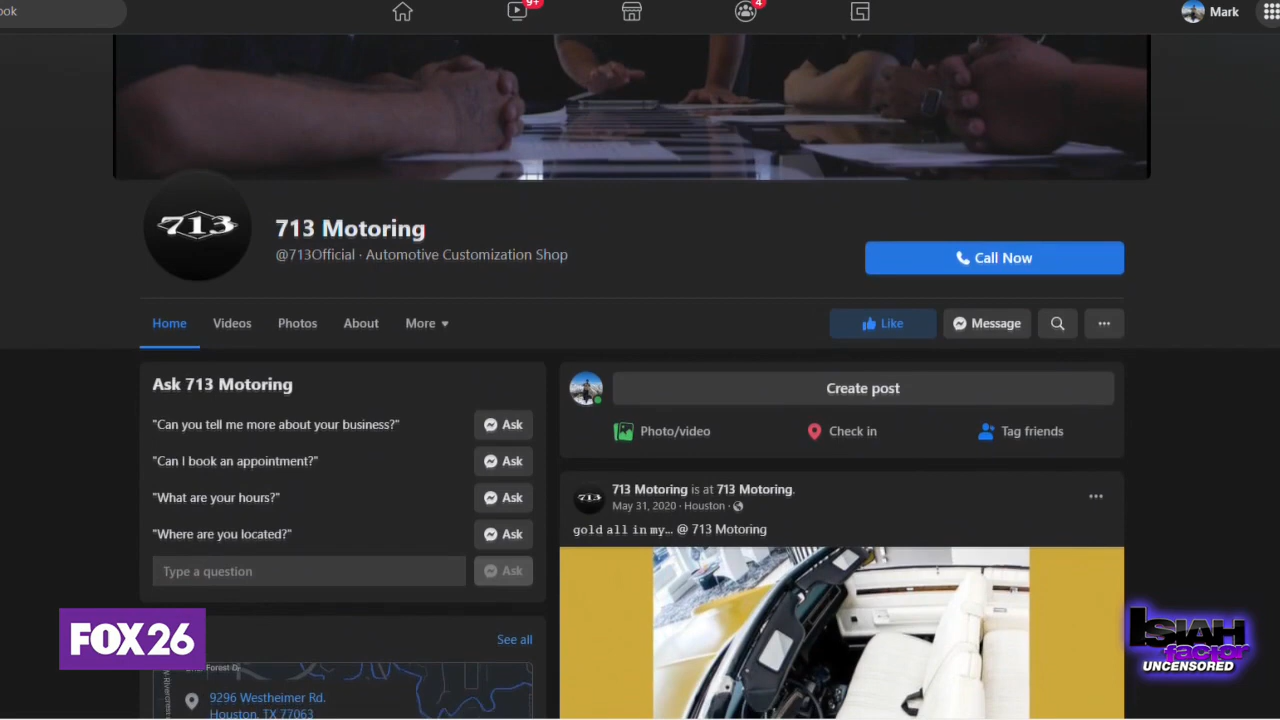 ook
9+
4
Mark
713
713 Motoring
@713Official · Automotive Customization Shop
Call Now
Home
Videos
Photos
About
More
Like
Message
Ask 713 Motoring
"Can you tell me more about your business?"
Ask
"Can I book an appointment?"
Ask
"What are your hours?"
Ask
"Where are you located?"
Ask
Type a question
Ask
Create post
Photo/video
Check in
Tag friends
713
713 Motoring is at 713 Motoring.
May 31, 2020 · Houston ·
gold all in my... @ 713 Motoring
See all
Forest Dr
9296 Westheimer Rd.
Houston, TX 77063
FOX 26
ISIAH
factor
UNCENSORED